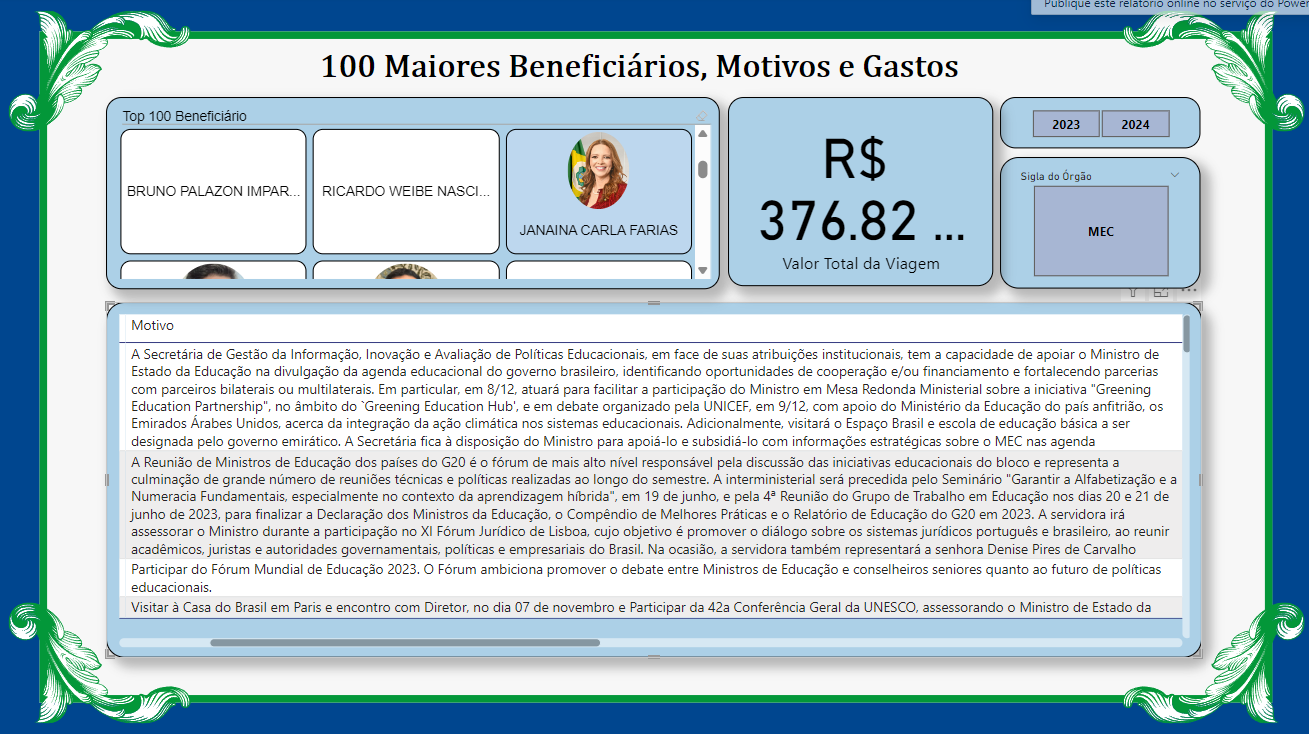 Publique este relatório online no serviço do Power
100 Maiores Beneficiários, Motivos e Gastos
Top 100 Beneficiário
BRUNO PALAZON IMPAR...
RICARDO WEIBE NASCI...
JANAINA CARLA FARIAS
R$
376.82 ...
Valor Total da Viagem
2023
2024
Sigla do Órgão
MEC
Motivo
A Secretária de Gestão da Informação, Inovação e Avaliação de Políticas Educacionais, em face de suas atribuições institucionais, tem a capacidade de apoiar o Ministro de
Estado da Educação na divulgação da agenda educacional do governo brasileiro, identificando oportunidades de cooperação e/ou financiamento e fortalecendo parcerias
com parceiros bilaterais ou multilaterais. Em particular, em 8/12, atuará para facilitar a participação do Ministro em Mesa Redonda Ministerial sobre a iniciativa "Greening
Education Partnership", no âmbito do `Greening Education Hub', e em debate organizado pela UNICEF, em 9/12, com apoio do Ministério da Educação do país anfitrião, os
Emirados Árabes Unidos, acerca da integração da ação climática nos sistemas educacionais. Adicionalmente, visitará o Espaço Brasil e escola de educação básica a ser
designada pelo governo emirático. A Secretária fica à disposição do Ministro para apoiá-lo e subsidiá-lo com informações estratégicas sobre o MEC nas agenda
A Reunião de Ministros de Educação dos países do G20 é o fórum de mais alto nível responsável pela discussão das iniciativas educacionais do bloco e representa a
culminação de grande número de reuniões técnicas e políticas realizadas ao longo do semestre. A interministerial será precedida pelo Seminário "Garantir a Alfabetização e a
Numeracia Fundamentais, especialmente no contexto da aprendizagem híbrida", em 19 de junho, e pela 4ª Reunião do Grupo de Trabalho em Educação nos dias 20 e 21 de
junho de 2023, para finalizar a Declaração dos Ministros da Educação, o Compêndio de Melhores Práticas e o Relatório de Educação do G20 em 2023. A servidora irá
assessorar o Ministro durante a participação no XI Fórum Jurídico de Lisboa, cujo objetivo é promover o diálogo sobre os sistemas jurídicos português e brasileiro, ao reunir
acadêmicos, juristas e autoridades governamentais, políticas e empresariais do Brasil. Na ocasião, a servidora também representará a senhora Denise Pires de Carvalho
Participar do Fórum Mundial de Educação 2023. O Fórum ambiciona promover o debate entre Ministros de Educação e conselheiros seniores quanto ao futuro de políticas
educacionais.
Visitar à Casa do Brasil em Paris e encontro com Diretor, no dia 07 de novembro e Participar da 42a Conferência Geral da UNESCO, assessorando o Ministro de Estado da